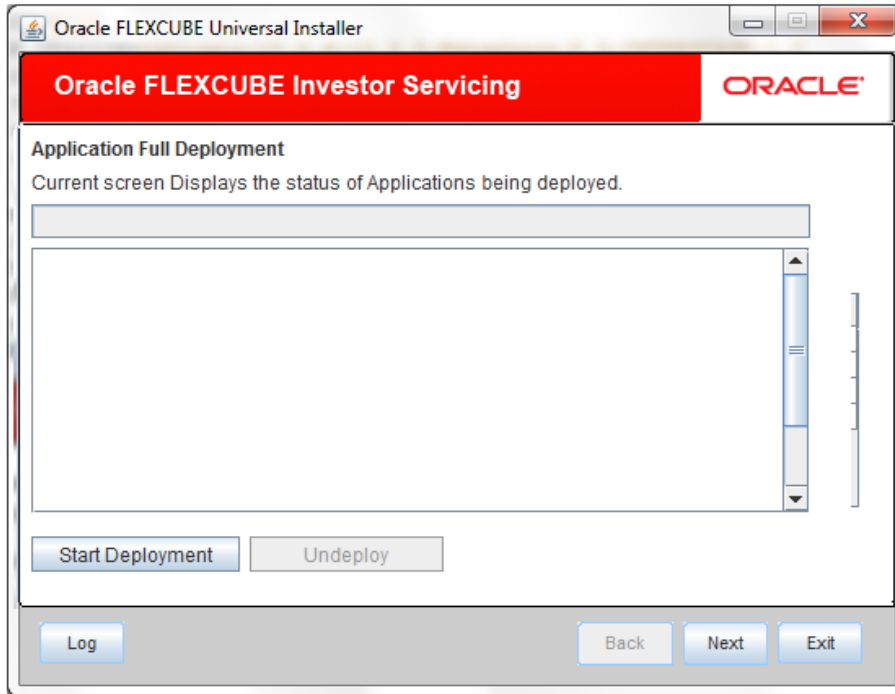 Oracle FLEXCUBE Universal Installer
Oracle FLEXCUBE Investor Servicing
ORACLE
Application Full Deployment
Current screen Displays the status of Applications being deployed.
Start Deployment Undeploy
Log Back Next Exit